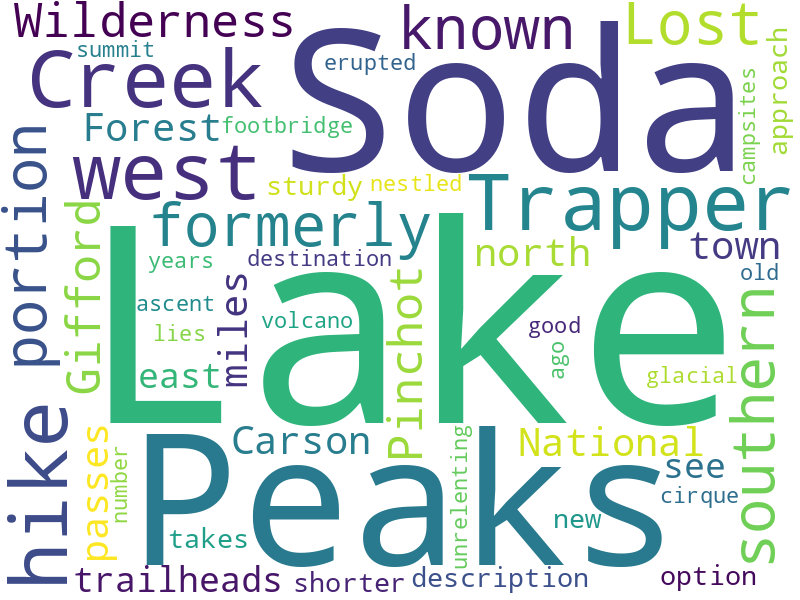 Wilderness
summit
Creek
Soda
erupted
known
Lost
approach
campsites
Forest
footbridge
west
sturdy
nestled
Trapper
portion
Gifford
formerly
years
destination
north
town
old
Lake
ascent
miles
lies
volcano
Pinchot
good
ago
east
glacial
southern
hike
passes
number
Carson
Peaks
unrelenting
National
see
cirque
takes
new
trailheads
shorter
description
option